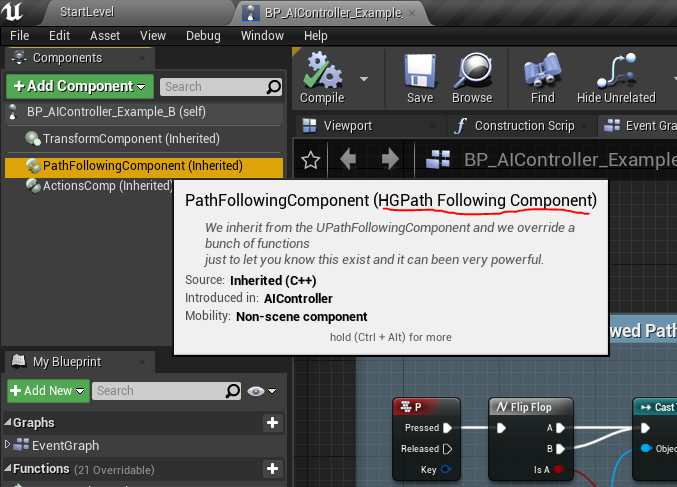 StartLevel
BP_AIController_Example_
File Edit Asset View Debug Window Help
Components
+Add Component
Search
Compile
Save
Browse
Find
Hide Unrelated
BP_AIController_Example_B (self)
TransformComponent (Inherited)
PathFollowingComponent (Inherited)
ActionsComp (Inherited)
Viewport
Construction Scrip
Event Gra
BP_AIController_Example
PathFollowingComponent (HGPath Following Component)
We inherit from the UPathFollowingComponent and we override a
bunch of functions
just to let you know this exist and it can been very powerful.
Source: Inherited (C++)
Introduced in: AIController
Mobility: Non-scene component
hold (Ctrl + Alt) for more
wed Pat
My Blueprint
+Add New
Search
Graphs
EventGraph
Functions (21 Overridable)
P
Pressed
Released
Key
Flip Flop
A
B
Is A
Cast
Objec